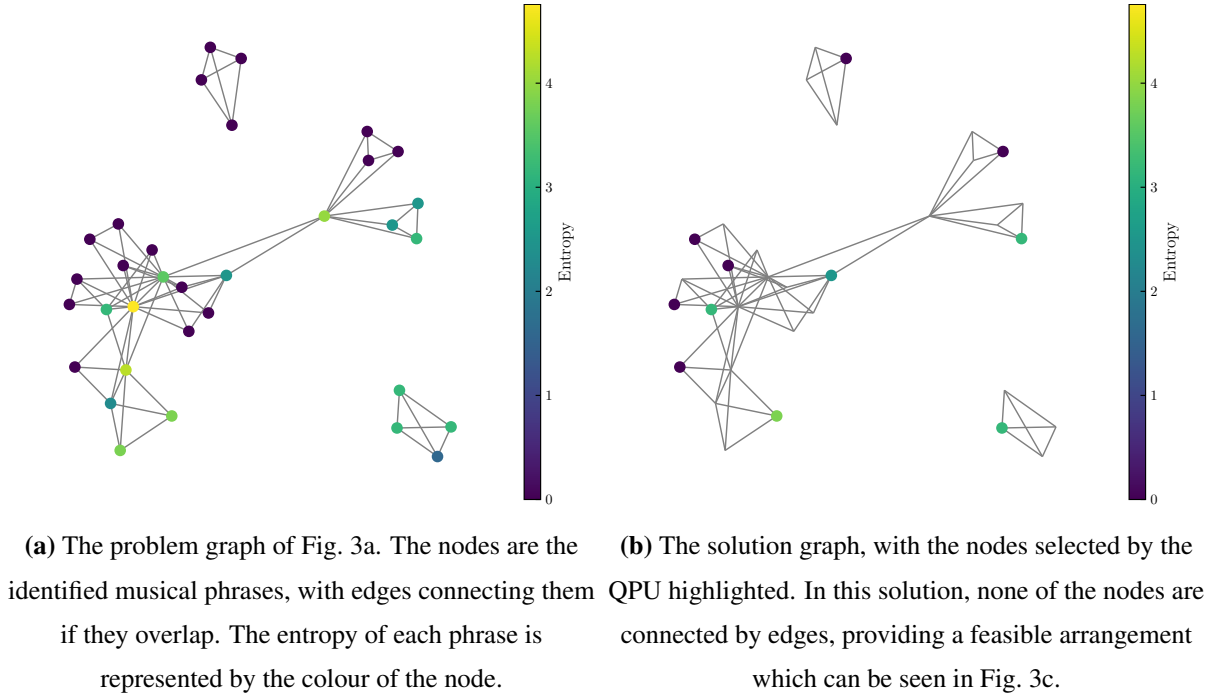 4
3
2
1
0
Entropy
4
3
2
1
0
Entropy
(a) The problem graph of Fig. 3a. The nodes are the
identified musical phrases, with edges connecting them
if they overlap. The entropy of each phrase is
represented by the colour of the node.
(b) The solution graph, with the nodes selected by the
QPU highlighted. In this solution, none of the nodes are
connected by edges, providing a feasible arrangement
which can be seen in Fig. 3c.